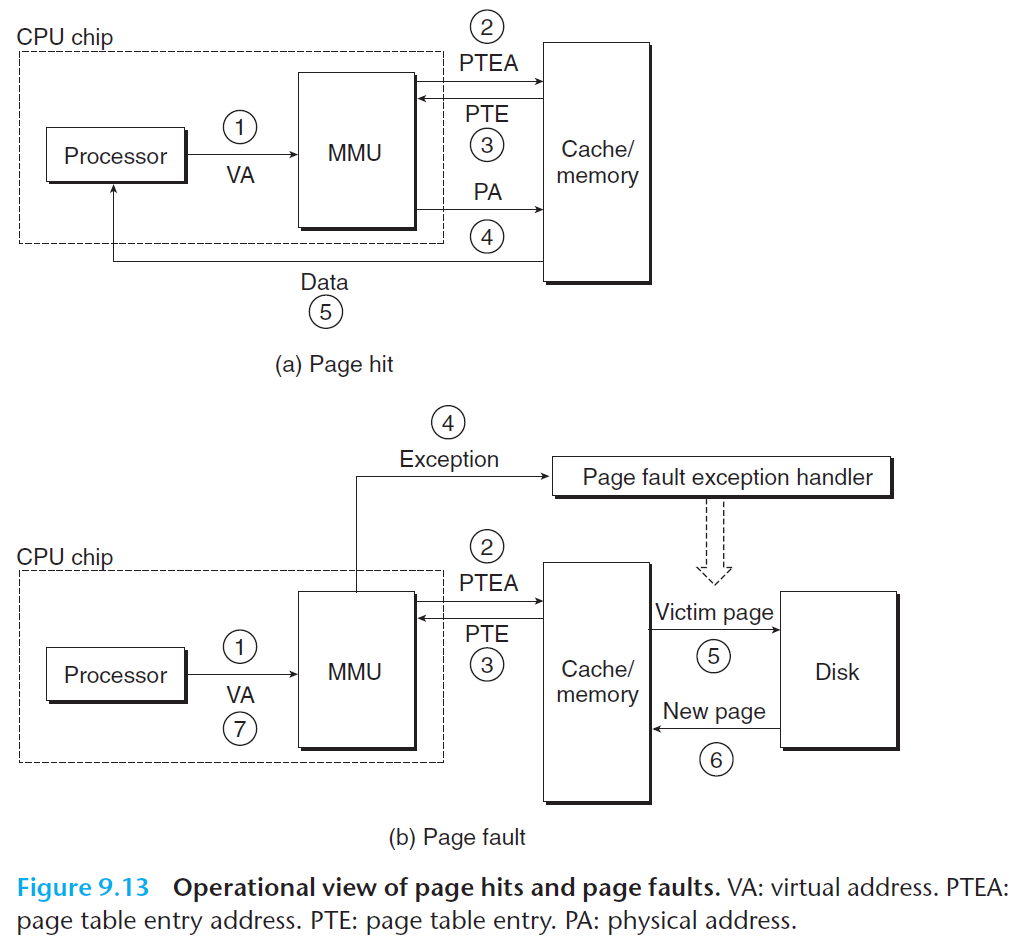 CPU chip
2
PTEA
PTE
3
1
VA
Processor
MMU
Cache/
memory
PA
4
Data
5
(a) Page hit
4
Exception
Page fault exception handler
CPU chip
2
PTEA
PTE
3
1
VA
7
Processor
MMU
Cache/
memory
Victim page
5
New page
6
Disk
(b) Page fault
Figure 9.13 Operational view of page hits and page faults. VA: virtual address. PTEA:
page table entry address. PTE: page table entry. PA: physical address.